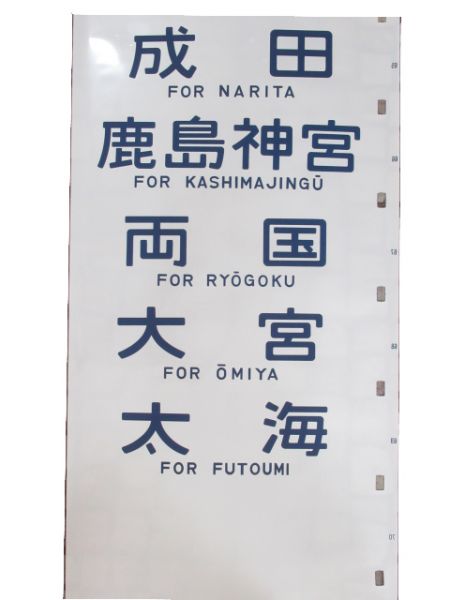 成田
FOR NARITA
鹿島神宮
FOR KASHIMAJINGŪ
両国
FOR RYŌGOKU
大宮
FOR ŌMIYA
太海
FOR FUTOUMI